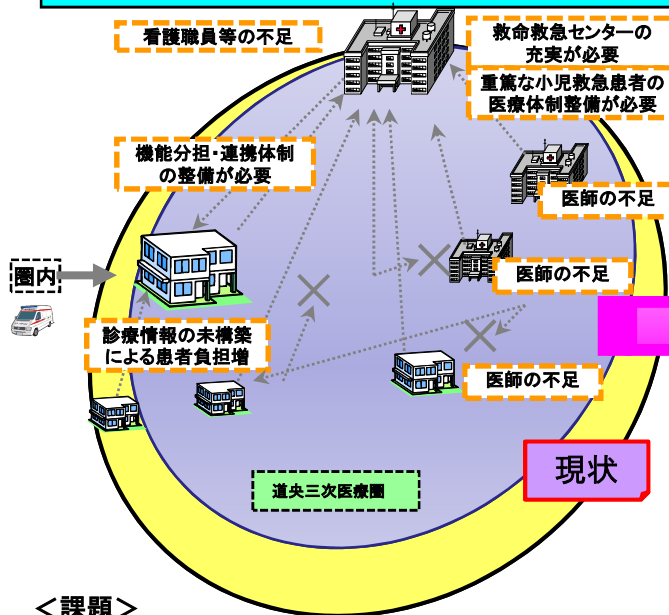 看護職員等の不足
救命救急センターの
充実が必要
重篤な小児救急患者の
医療体制整備が必要
機能分担・連携体制
の整備が必要
医師の不足
圏内
医師の不足
診療情報の未構築
による患者負担増
医師の不足
現状
道央三次医療圏
＜課題＞